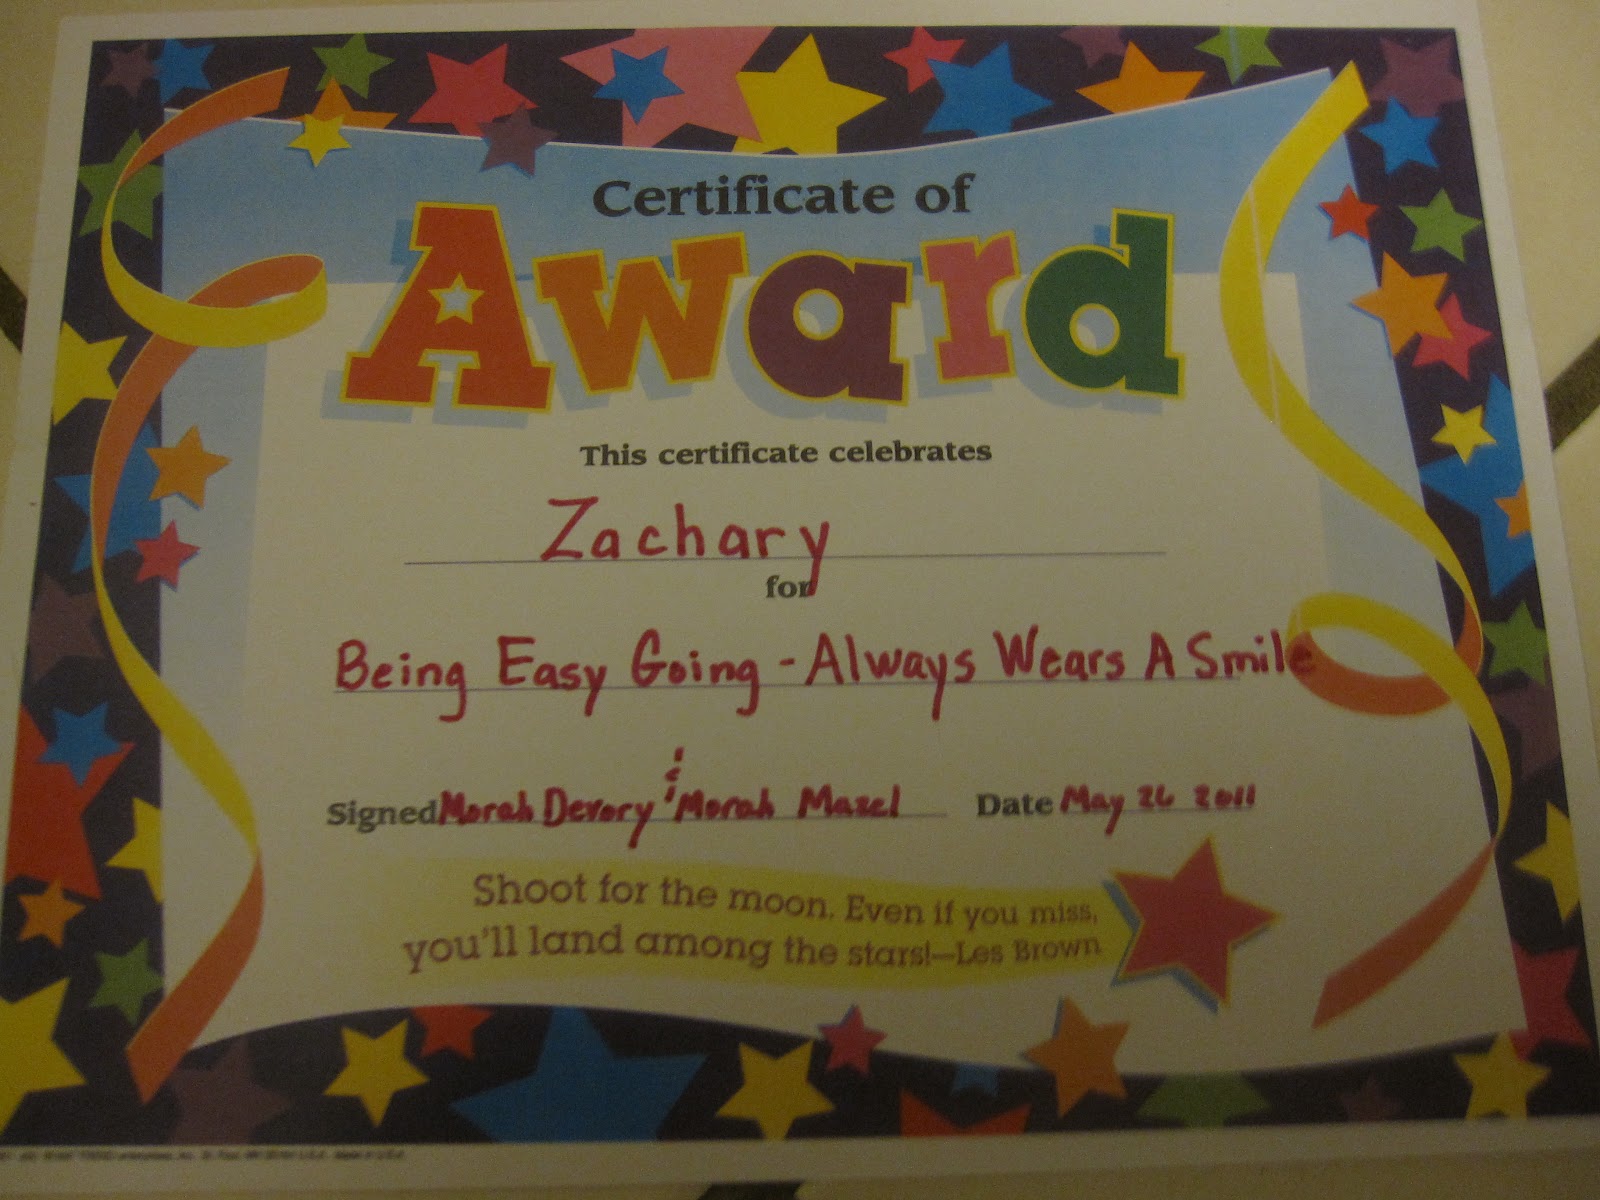 Certificate of
Award
This certificate celebrates
Zachary
for
Being Easy Going - Always Wears A Smile
Signed Morah Devory & Morah Mazel Date May 26 2011
Shoot for the moon. Even if you miss,
you'll land among the stars!—Les Brown
Made in U.S.A.